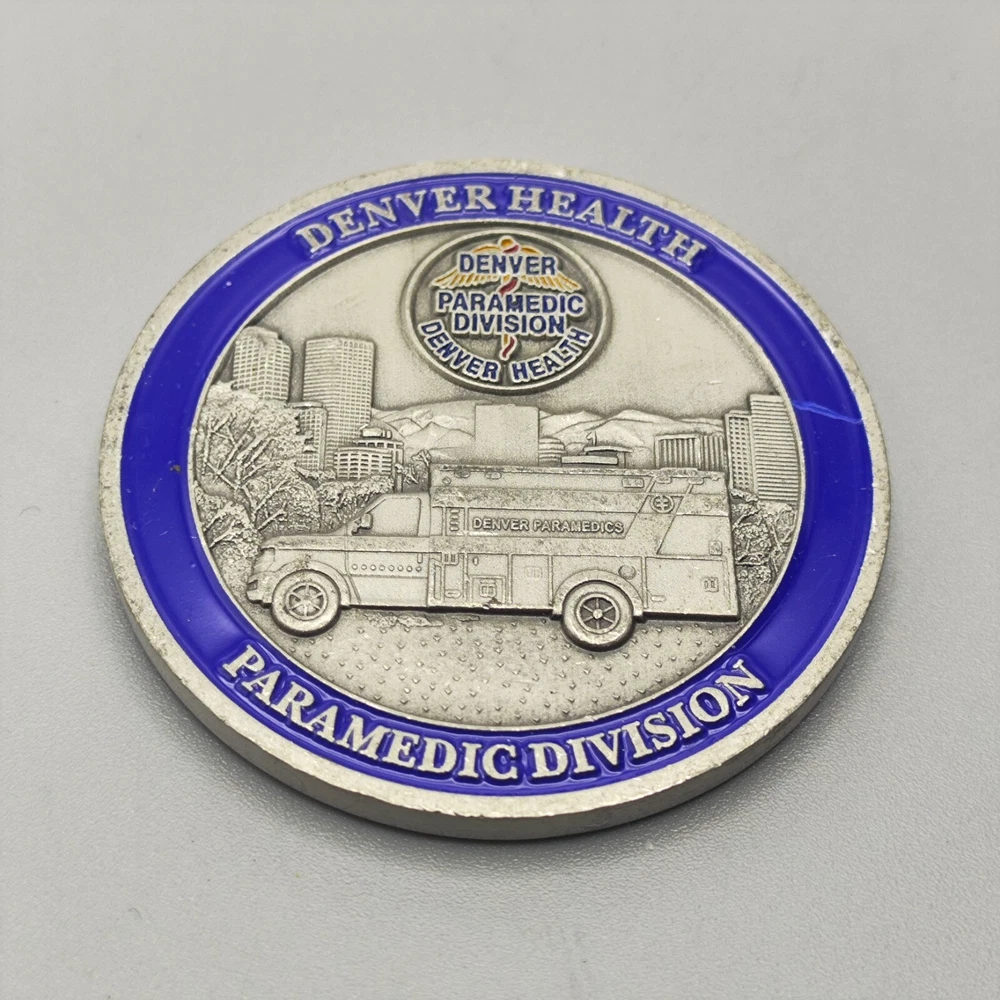 DENVER HEALTH
DENVER
PARAMEDIC
DIVISION
DENVER HEALTH
DENVER PARAMEDICS
PARAMEDIC DIVISION